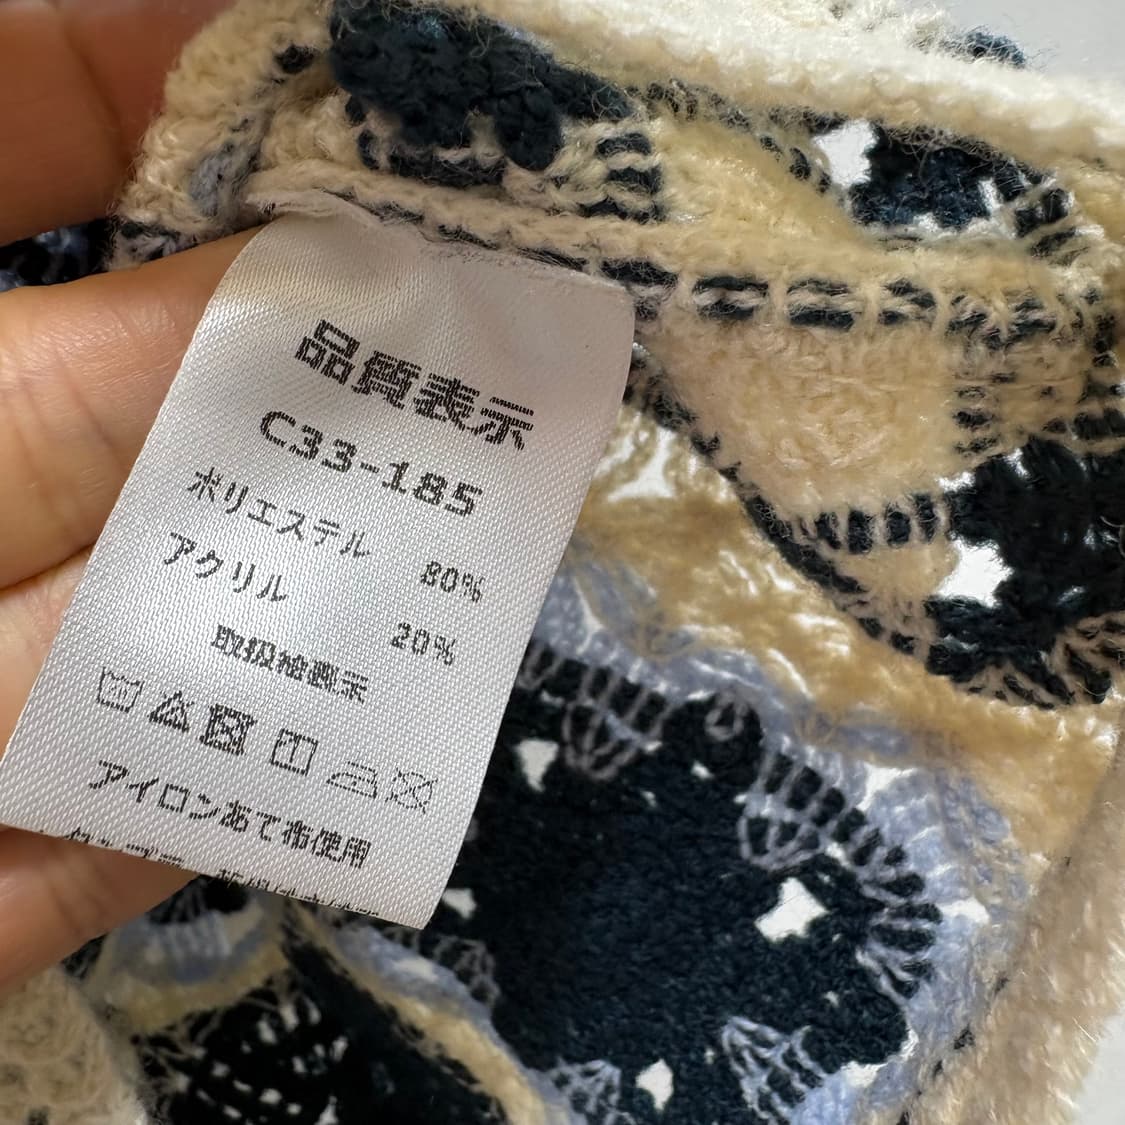 品質表示
C33-185
ポリエステル 80%
アクリル 20%
取扱絵表示
アイロンあて布使用